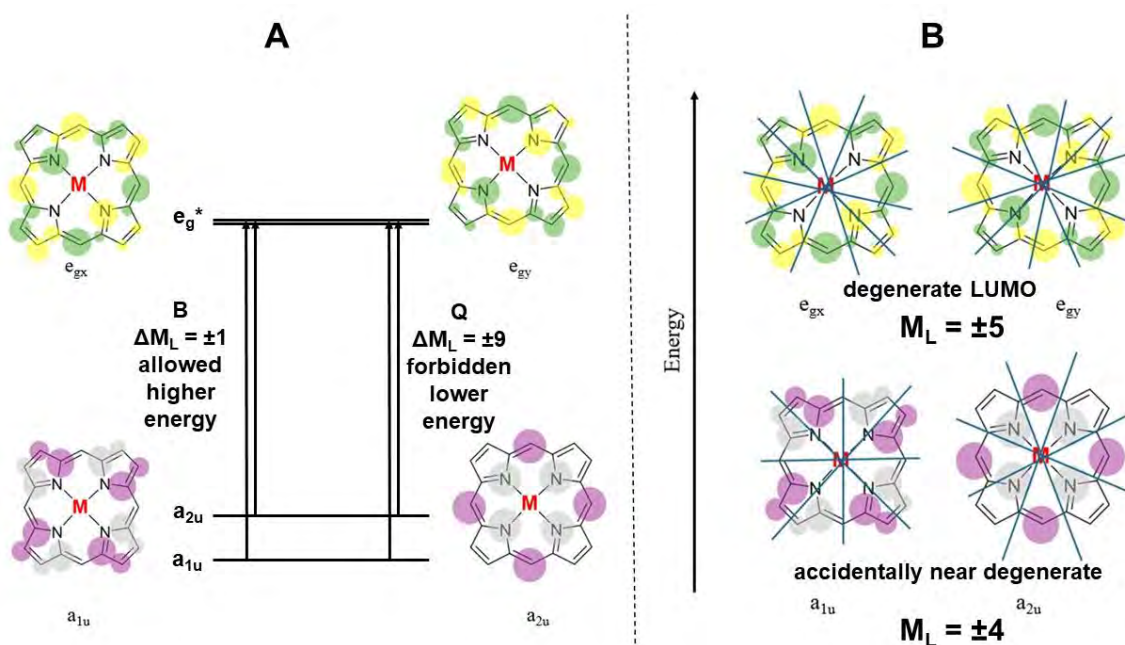 A
N
N
M
N
N
e_gx
N
N
M
N
N
e_gy
e_g*
B
ΔM_L = ±1
allowed
higher
energy
Q
ΔM_L = ±9
forbidden
lower
energy
N
N
M
N
N
a_1u
a_2u
a_1u
N
N
M
N
N
a_2u
B
Energy
N
N
M
N
N
e_gx
N
N
M
N
N
e_gy
degenerate LUMO
M_L = ±5
N
N
M
N
N
N
N
M
N
N
accidentally near degenerate
a_1u
a_2u
M_L = ±4